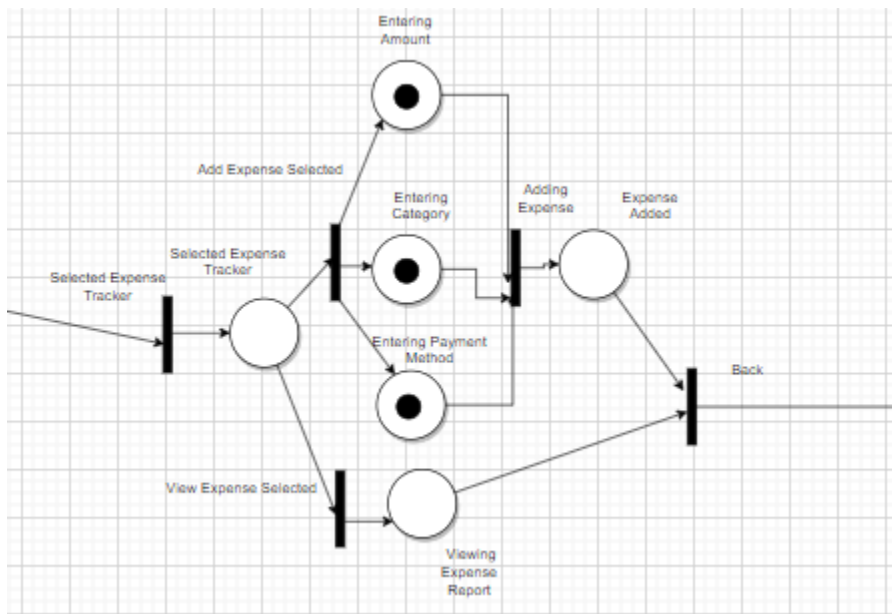 Entering
Amount
Add Expense Selected
Entering
Category
Adding
Expense
Expense
Added
Selected Expense
Tracker
Selected Expense
Tracker
Entering Payment
Method
Back
View Expense Selected
Viewing
Expense
Report